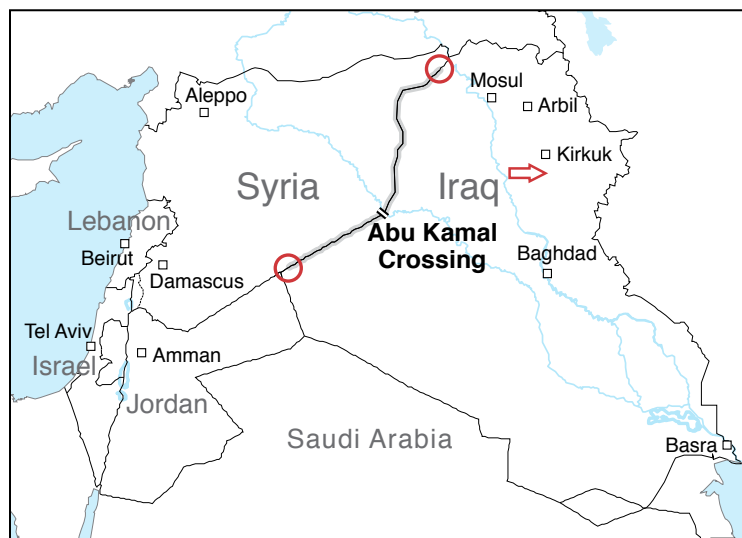 Mosul
Aleppo
Arbil
Kirkuk
Syria
Iraq
Lebanon
Abu Kamal
Crossing
Beirut
Baghdad
Damascus
Tel Aviv
Israel
Amman
Jordan
Saudi Arabia
Basra